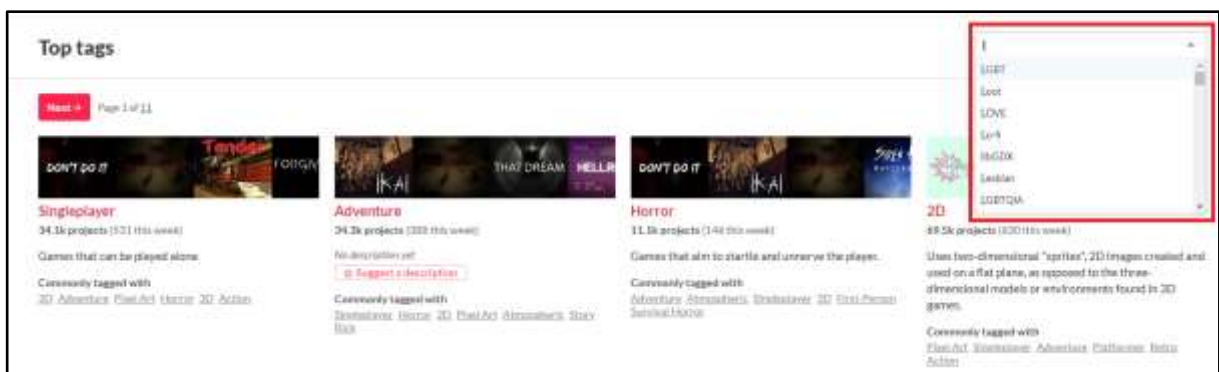 Top tags
l
LGBT
Loot
LOVE
Lo-fi
libGDX
Lesbian
LGBTQIA
Next →
Page 1 of 11
DON'T DO IT
IKAI
THAT DREAM
DON'T DO IT
IKAI
Singleplayer
34.1k projects (531 this week)
Games that can be played alone
Commonly tagged with
2D Adventure Pixel Art Horror 3D Action
Adventure
34.3k projects
No description yet
Suggest a description
Commonly tagged with
Singleplayer Horror 2D Pixel Art Atmospheric Story
Rich
Horror
11.1k projects (146 this week)
Games that aim to startle and unnerve the player.
Commonly tagged with
Adventure Atmospheric Singleplayer 3D First-Person
Survival Horror
2D
69.5k projects
Uses two-dimensional "sprites", 2D images created and
used on a flat plane, as opposed to the three-
dimensional models or environments found in 3D
games.
Commonly tagged with
Pixel Art Singleplayer Adventure Platformer Retro
Action